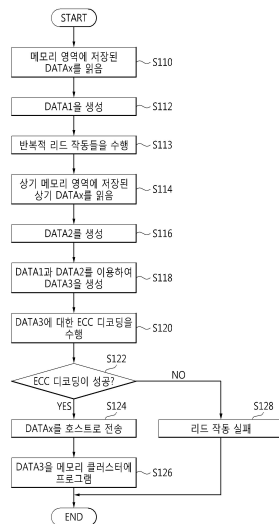 START
메모리 영역에 저장된
DATAx를 읽음
S110
DATA1을 생성
S112
반복적 리드 작동들을 수행
S113
상기 메모리 영역에 저장된
상기 DATAx를 읽음
S114
DATA2를 생성
S116
DATA1과 DATA2를 이용하여
DATA3을 생성
S118
DATA3에 대한 ECC 디코딩을
수행
S120
ECC 디코딩이 성공?
S122
NO
YES
DATAx를 호스트로 전송
S124
리드 작동 실패
S128
DATA3을 메모리 클러스터에
프로그램
S126
END